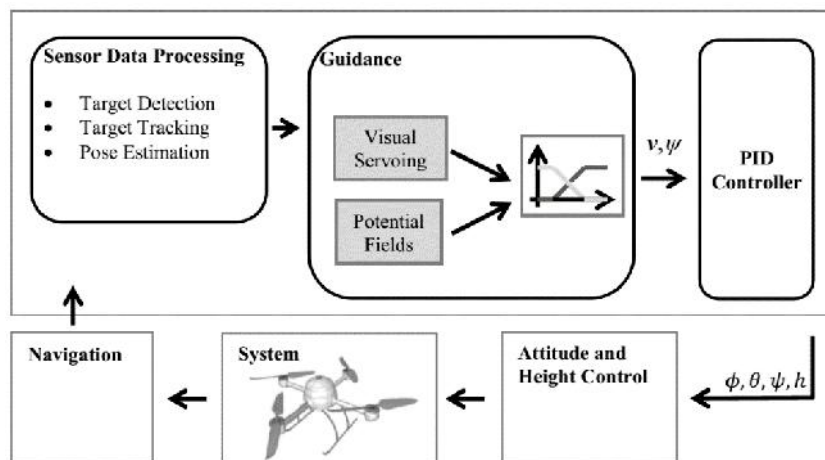 Sensor Data Processing
• Target Detection
• Target Tracking
• Pose Estimation
Guidance
Visual
Servoing
Potential
Fields
v,ψ
PID
Controller
Navigation
System
Attitude and
Height Control
ϕ, θ, ψ, h